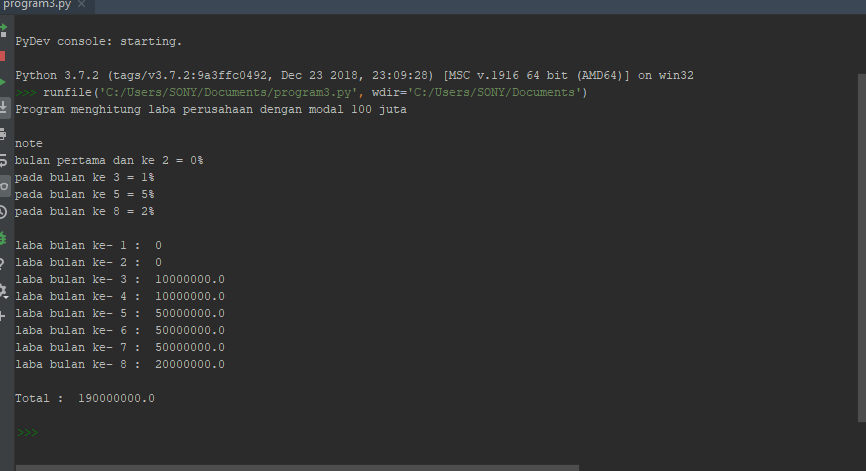 program3.py
PyDev console: starting.
Python 3.7.2 (tags/v3.7.2:9a3ffc0492, Dec 23 2018, 23:09:28) [MSC v.1916 64 bit (AMD64)] on win32
>>> runfile('C:/Users/SONY/Documents/program3.py', wdir='C:/Users/SONY/Documents')
Program menghitung laba perusahaan dengan modal 100 juta
note
bulan pertama dan ke 2 = 0%
pada bulan ke 3 = 1%
pada bulan ke 5 = 5%
pada bulan ke 8 = 2%
laba bulan ke- 1 :  0
laba bulan ke- 2 :  0
laba bulan ke- 3 :  10000000.0
laba bulan ke- 4 :  10000000.0
laba bulan ke- 5 :  50000000.0
laba bulan ke- 6 :  50000000.0
laba bulan ke- 7 :  50000000.0
laba bulan ke- 8 :  20000000.0
Total :  190000000.0
>>>